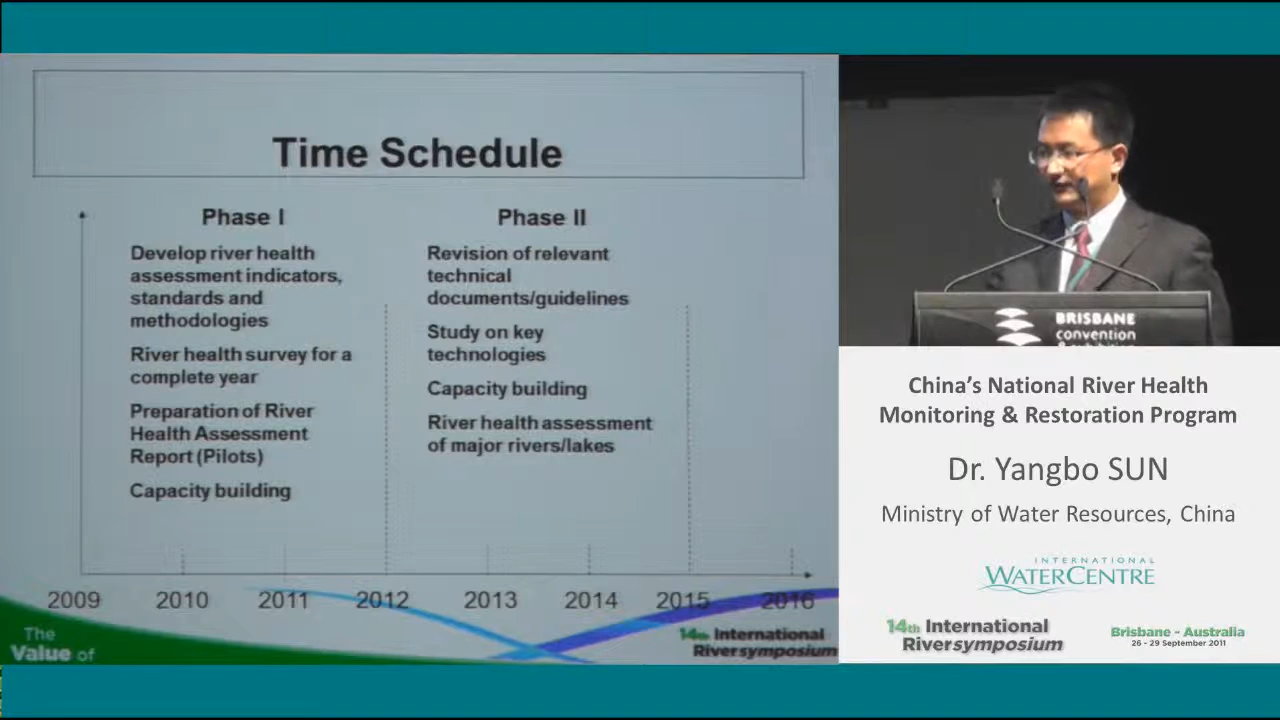 Time Schedule
Phase I
Develop river health
assessment indicators,
standards and
methodologies
River health survey for a
complete year
Preparation of River
Health Assessment
Report (Pilots)
Capacity building
Phase II
Revision of relevant
technical
documents/guidelines
Study on key
technologies
Capacity building
River health assessment
of major rivers/lakes
2009 2010 2011 2012 2013 2014 2015 2016
The
Value of
14th International
Riversymposium
BRISBANE
convention
China's National River Health
Monitoring & Restoration Program
Dr. Yangbo SUN
Ministry of Water Resources, China
INTERNATIONAL
WATERCENTRE
14th International
Riversymposium
Brisbane - Australia
26 - 29 September 2011